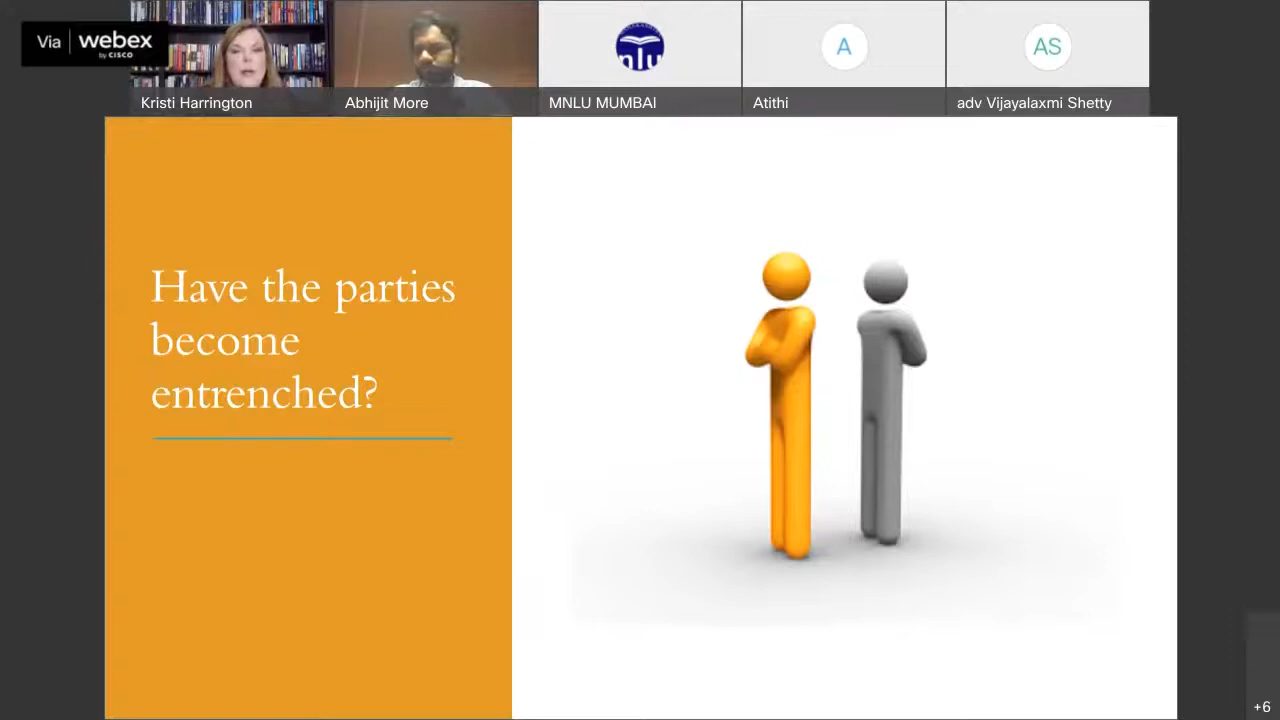 Via webex
by CISCO
Kristi Harrington
Abhijit More
nlu
MNLU MUMBAI
A
Atithi
AS
adv Vijayalaxmi Shetty
Have the parties
become
entrenched?
+6